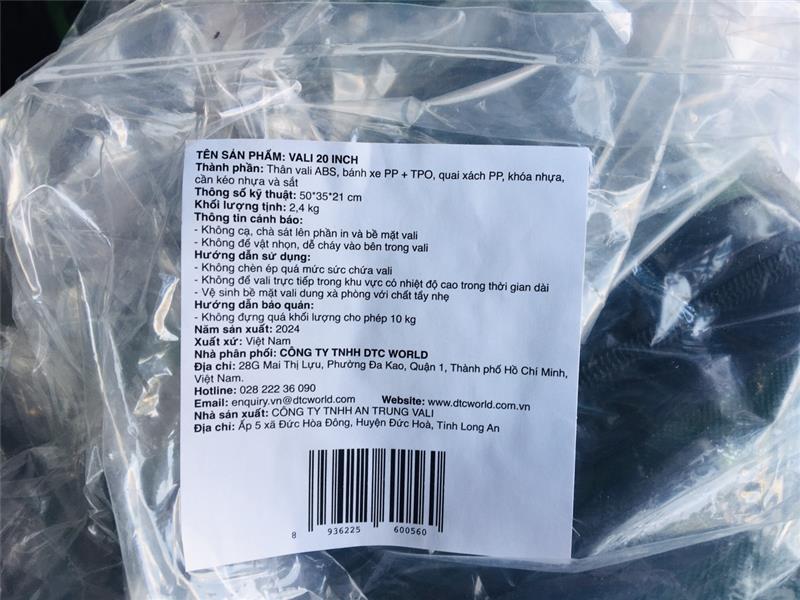 TÊN SẢN PHẨM: VALI 20 INCH
Thành phần: Thân vali ABS, bánh xe PP + TPO, quai xách PP, khóa nhựa,
cần kéo nhựa và sắt
Thông số kỹ thuật: 50*35*21 cm
Khối lượng tịnh: 2,4 kg
Thông tin cảnh báo:
- Không cạ, chà sát lên phần in và bề mặt vali
- Không để vật nhọn, dễ cháy vào bên trong vali
Hướng dẫn sử dụng:
- Không chèn ép quá mức sức chứa vali
- Không để vali trực tiếp trong khu vực có nhiệt độ cao trong thời gian dài
- Vệ sinh bề mặt vali dung xà phòng với chất tẩy nhẹ
Hướng dẫn bảo quản:
- Không đựng quá khối lượng cho phép 10 kg
Năm sản xuất: 2024
Xuất xứ: Việt Nam
Nhà phân phối: CÔNG TY TNHH DTC WORLD
Địa chỉ: 28G Mai Thị Lựu, Phường Đa Kao, Quận 1, Thành phố Hồ Chí Minh,
Việt Nam.
Hotline: 028 222 36 090
Email: enquiry.vn@dtcworld.com Website: www.dtcworld.com.vn
Nhà sản xuất: CÔNG TY TNHH AN TRUNG VALI
Địa chỉ: Ấp 5 xã Đức Hòa Đông, Huyện Đức Hoà, Tỉnh Long An
8 936225 600560